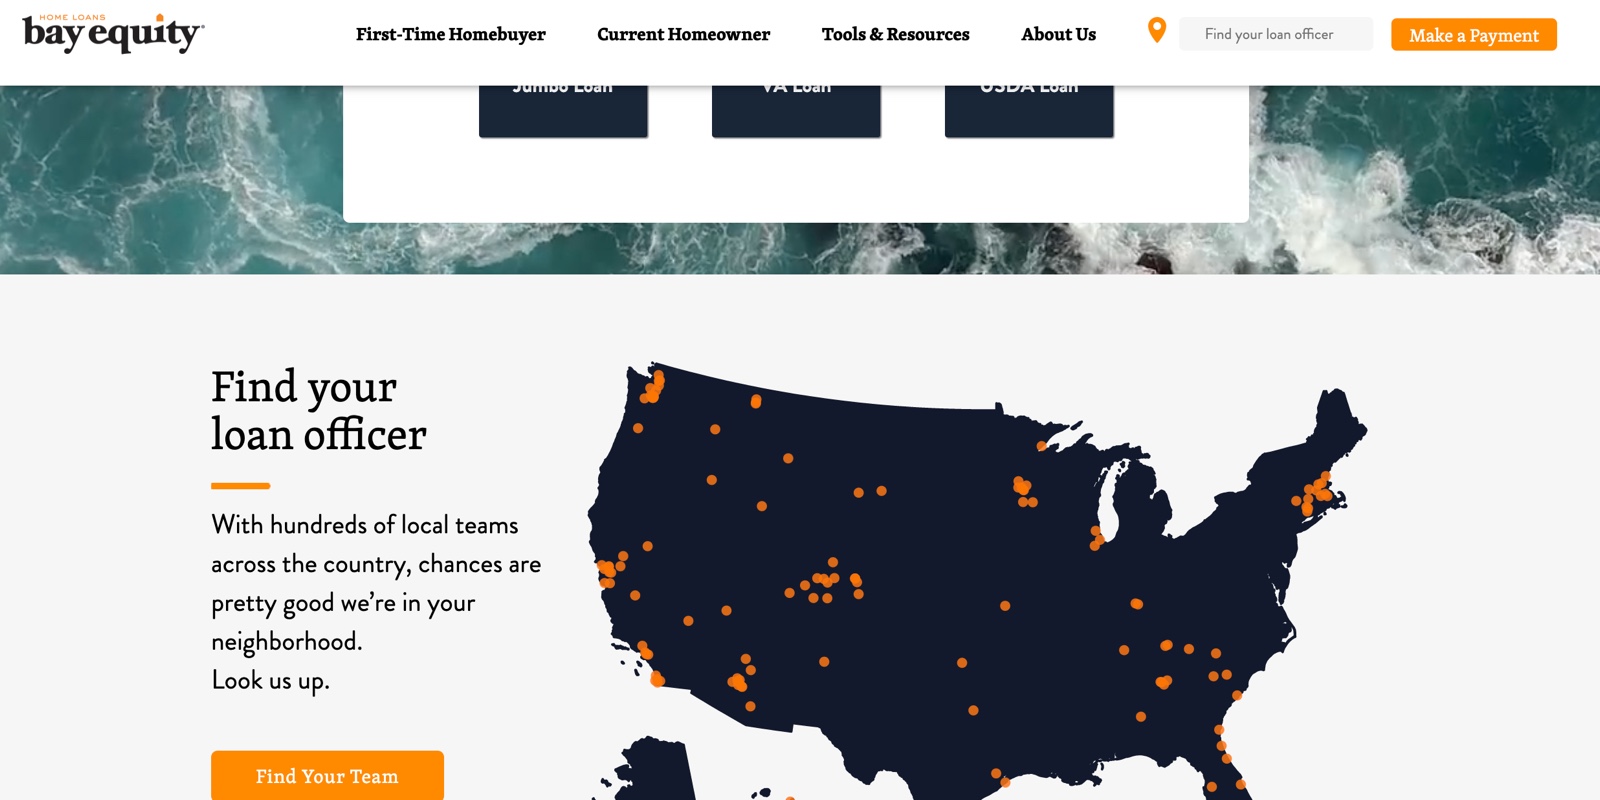 HOME LOANS
bay equity
First-Time Homebuyer
Current Homeowner
Tools & Resources
About Us
Find your loan officer
Make a Payment
Jumbo Loan
VA Loan
USDA Loan
Find your
loan officer
With hundreds of local teams
across the country, chances are
pretty good we’re in your
neighborhood.
Look us up.
Find Your Team